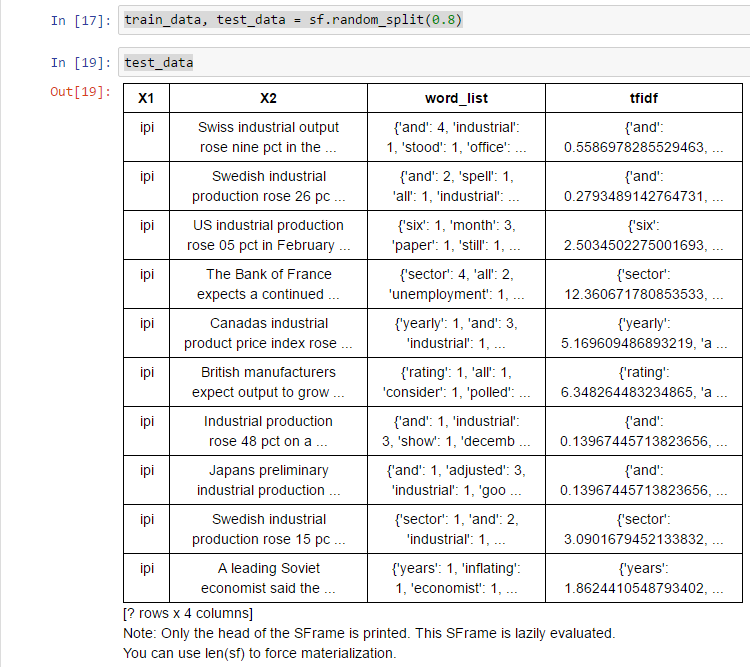 In [17]: train_data, test_data = sf.random_split(0.8)
In [19]: test_data
Out[19]:
X1 X2 word_list tfidf
ipi Swiss industrial output {'and': 4, 'industrial': {'and':
rose nine pct in the ... 1, 'stood': 1, 'office': ... 0.5586978285529463, ...
ipi Swedish industrial {'and': 2, 'spell': 1, {'and':
production rose 26 pc ... 'all': 1, 'industrial': ... 0.2793489142764731, ...
ipi US industrial production {'six': 1, 'month': 3, {'six':
rose 05 pct in February ... 'paper': 1, 'still': 1, ... 2.5034502275001693, ...
ipi The Bank of France {'sector': 4, 'all': 2, {'sector':
expects a continued ... 'unemployment': 1, ... 12.360671780853533, ...
ipi Canadas industrial {'yearly': 1, 'and': 3, {'yearly':
product price index rose ... 'industrial': 1, ... 5.169609486893219, 'a ...
ipi British manufacturers {'rating': 1, 'all': 1, {'rating':
expect output to grow ... 'consider': 1, 'polled': ... 6.348264483234865, 'a ...
ipi Industrial production {'and': 1, 'industrial': {'and':
rose 48 pct on a ... 3, 'show': 1, 'decemb ... 0.13967445713823656, ...
ipi Japans preliminary {'and': 1, 'adjusted': 3, {'and':
industrial production ... 'industrial': 1, 'goo ... 0.13967445713823656, ...
ipi Swedish industrial {'sector': 1, 'and': 2, {'sector':
production rose 15 pc ... 'industrial': 1, ... 3.0901679452133832, ...
ipi A leading Soviet {'years': 1, 'inflating': {'years':
economist said the ... 1, 'economist': 1, ... 1.8624410548793402, ...
[? rows x 4 columns]
Note: Only the head of the SFrame is printed. This SFrame is lazily evaluated.
You can use len(sf) to force materialization.